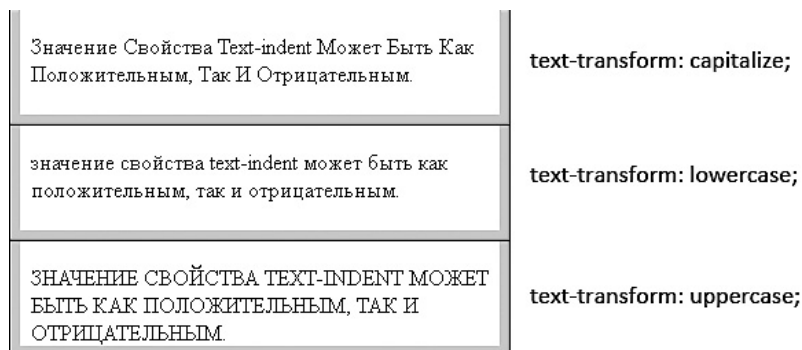 Значение Свойства Text-indent Может Быть Как
Положительным, Так И Отрицательным.
text-transform: capitalize;
значение свойства text-indent может быть как
положительным, так и отрицательным.
text-transform: lowercase;
ЗНАЧЕНИЕ СВОЙСТВА TEXT-INDENT МОЖЕТ
БЫТЬ КАК ПОЛОЖИТЕЛЬНЫМ, ТАК И
ОТРИЦАТЕЛЬНЫМ.
text-transform: uppercase;